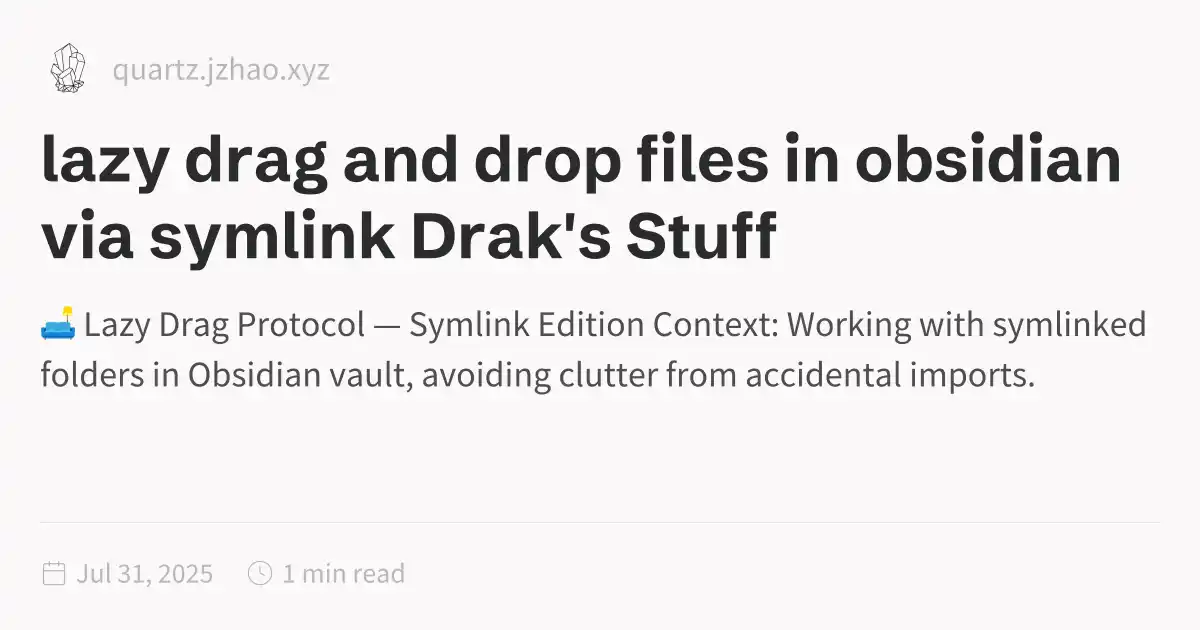 quartz.jzhao.xyz
lazy drag and drop files in obsidian
via symlink Drak's Stuff
🛋️ Lazy Drag Protocol — Symlink Edition Context: Working with symlinked
folders in Obsidian vault, avoiding clutter from accidental imports.
Jul 31, 2025 1 min read